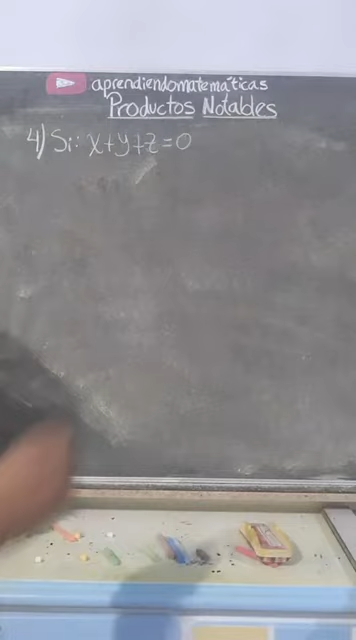 aprendiendomatemáticas
Productos Notables
4) Si: x+y+z=0